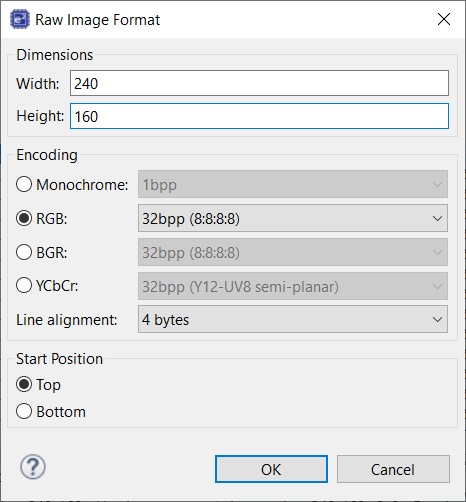 Raw Image Format
Dimensions
Width: 240
Height: 160
Encoding
Monochrome: 1bpp
RGB: 32bpp (8:8:8:8)
BGR: 32bpp (8:8:8:8)
YCbCr: 32bpp (Y12-UV8 semi-planar)
Line alignment: 4 bytes
Start Position
Top
Bottom
? OK Cancel